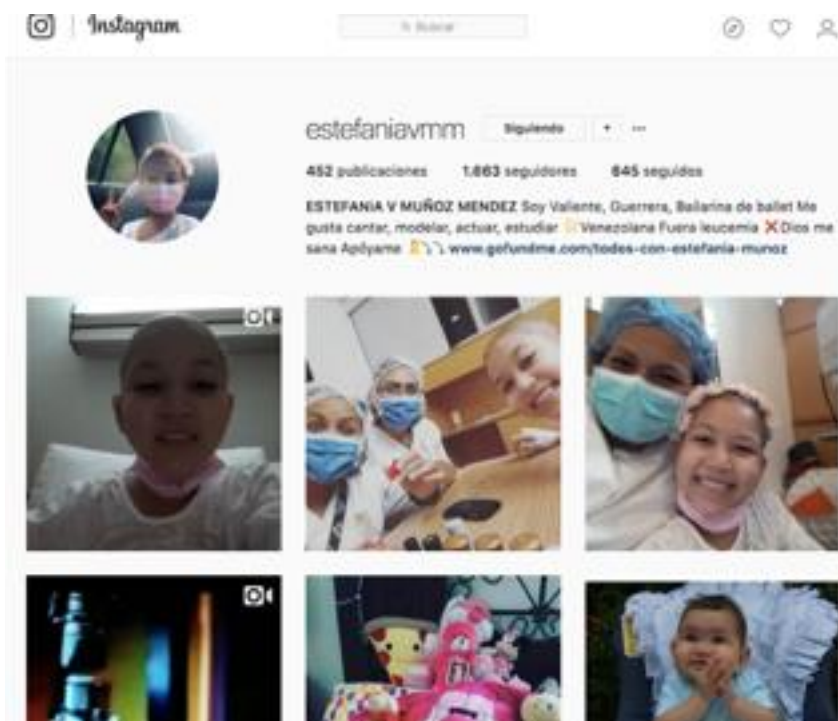 Instagram
Buscar
estefaniavmm
Siguiendo
452 publicaciones 1.663 seguidores 645 seguidos
ESTEFANIA V MUÑOZ MENDEZ Soy Valiente, Guerrera, Bailarina de ballet Me
gusta cantar, modelar, actuar, estudiar Venezolana Fuera leucemia ❌ Dios me
sana Apóyame www.gofundme.com/todos-con-estefania-munoz